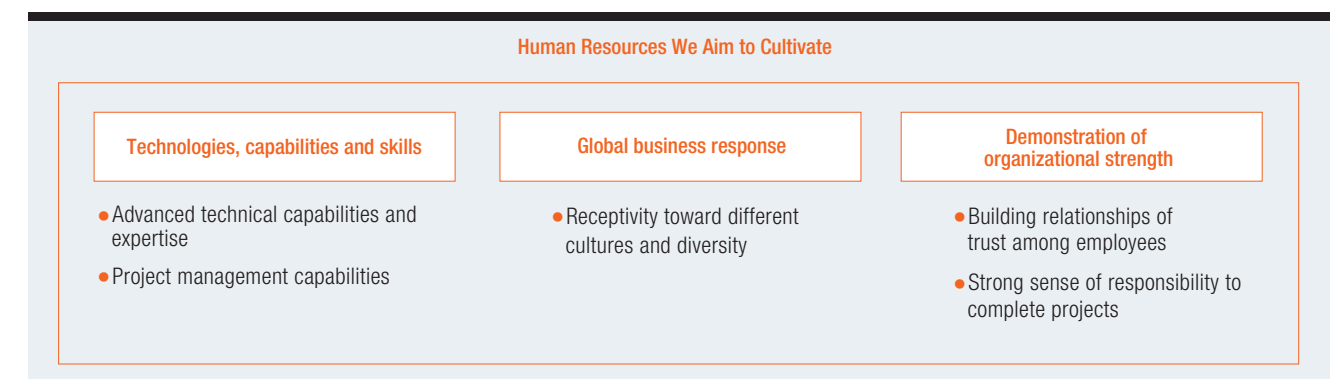 Human Resources We Aim to Cultivate
Technologies, capabilities and skills
●Advanced technical capabilities and
expertise
●Project management capabilities
Global business response
●Receptivity toward different
cultures and diversity
Demonstration of
organizational strength
●Building relationships of
trust among employees
●Strong sense of responsibility to
complete projects